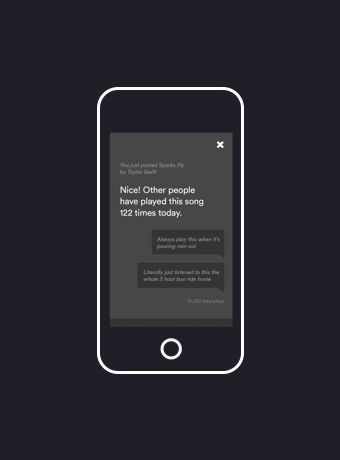 You just posted Sparks Fly
by Taylor Swift
Nice! Other people
have played this song
122 times today.
Always play this when it's
pouring rain out
Literally just listened to this the
whole 3 hour bus ride home
total plays